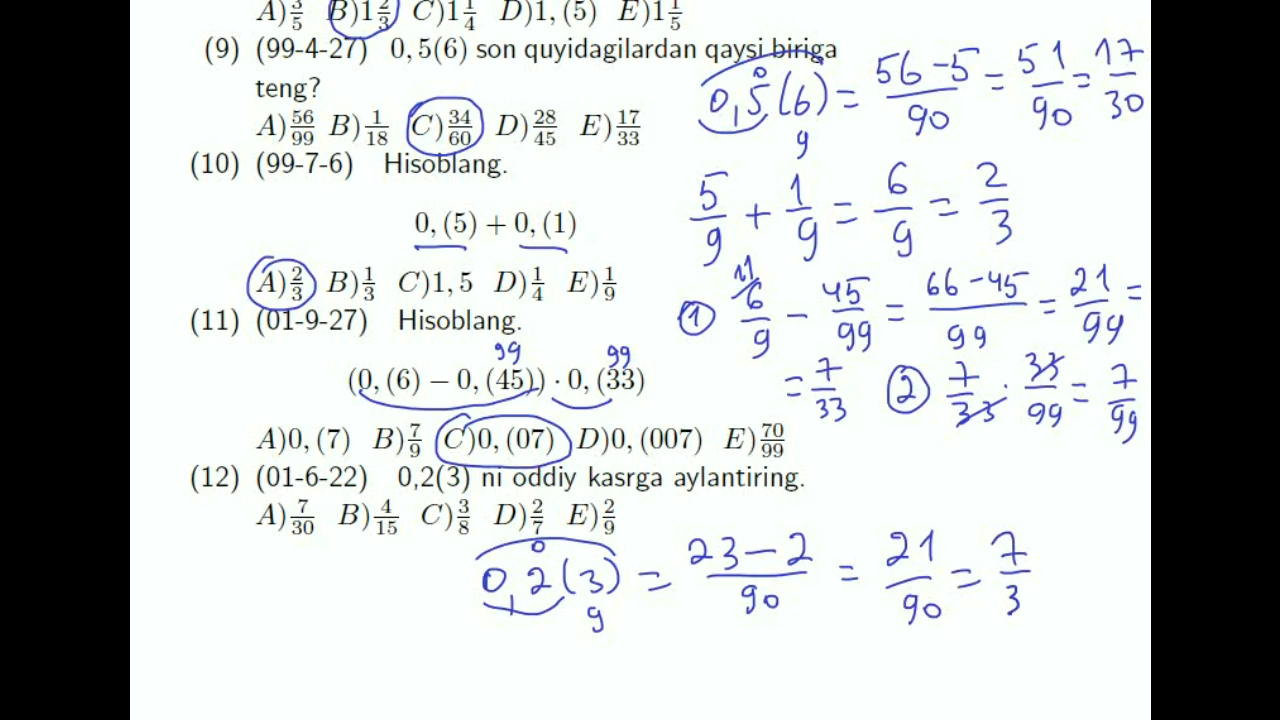 A) 3/5 B) 1 2/3 C) 1 1/4 D) 1, (5) E) 1 1/5
(9) (99-4-27) 0, 5(6) son quyidagilardan qaysi biriga
teng?
A) 56/99 B) 1/18 C) 34/60 D) 28/45 E) 17/33
0 0,5(6) 9 = 56-5/90 = 51/90 = 17/30
(10) (99-7-6) Hisoblang.
0, (5) + 0, (1)
5/9 + 1/9 = 6/9 = 2/3
A) 2/3 B) 1/3 C) 1, 5 D) 1/4 E) 1/9
(11) (01-9-27) Hisoblang.
99 99
(0, (6) − 0, (45)) · 0, (33)
1 11 6/9 - 45/99 = 66-45/99 = 21/99 =
= 7/33 2 7/33 · 33/99 = 7/99
A) 0, (7) B) 7/9 C) 0, (07) D) 0, (007) E) 70/99
(12) (01-6-22) 0,2(3) ni oddiy kasrga aylantiring.
A) 7/30 B) 4/15 C) 3/8 D) 2/7 E) 2/9
0 0,2(3) 9 = 23-2/90 = 21/90 = 7/3